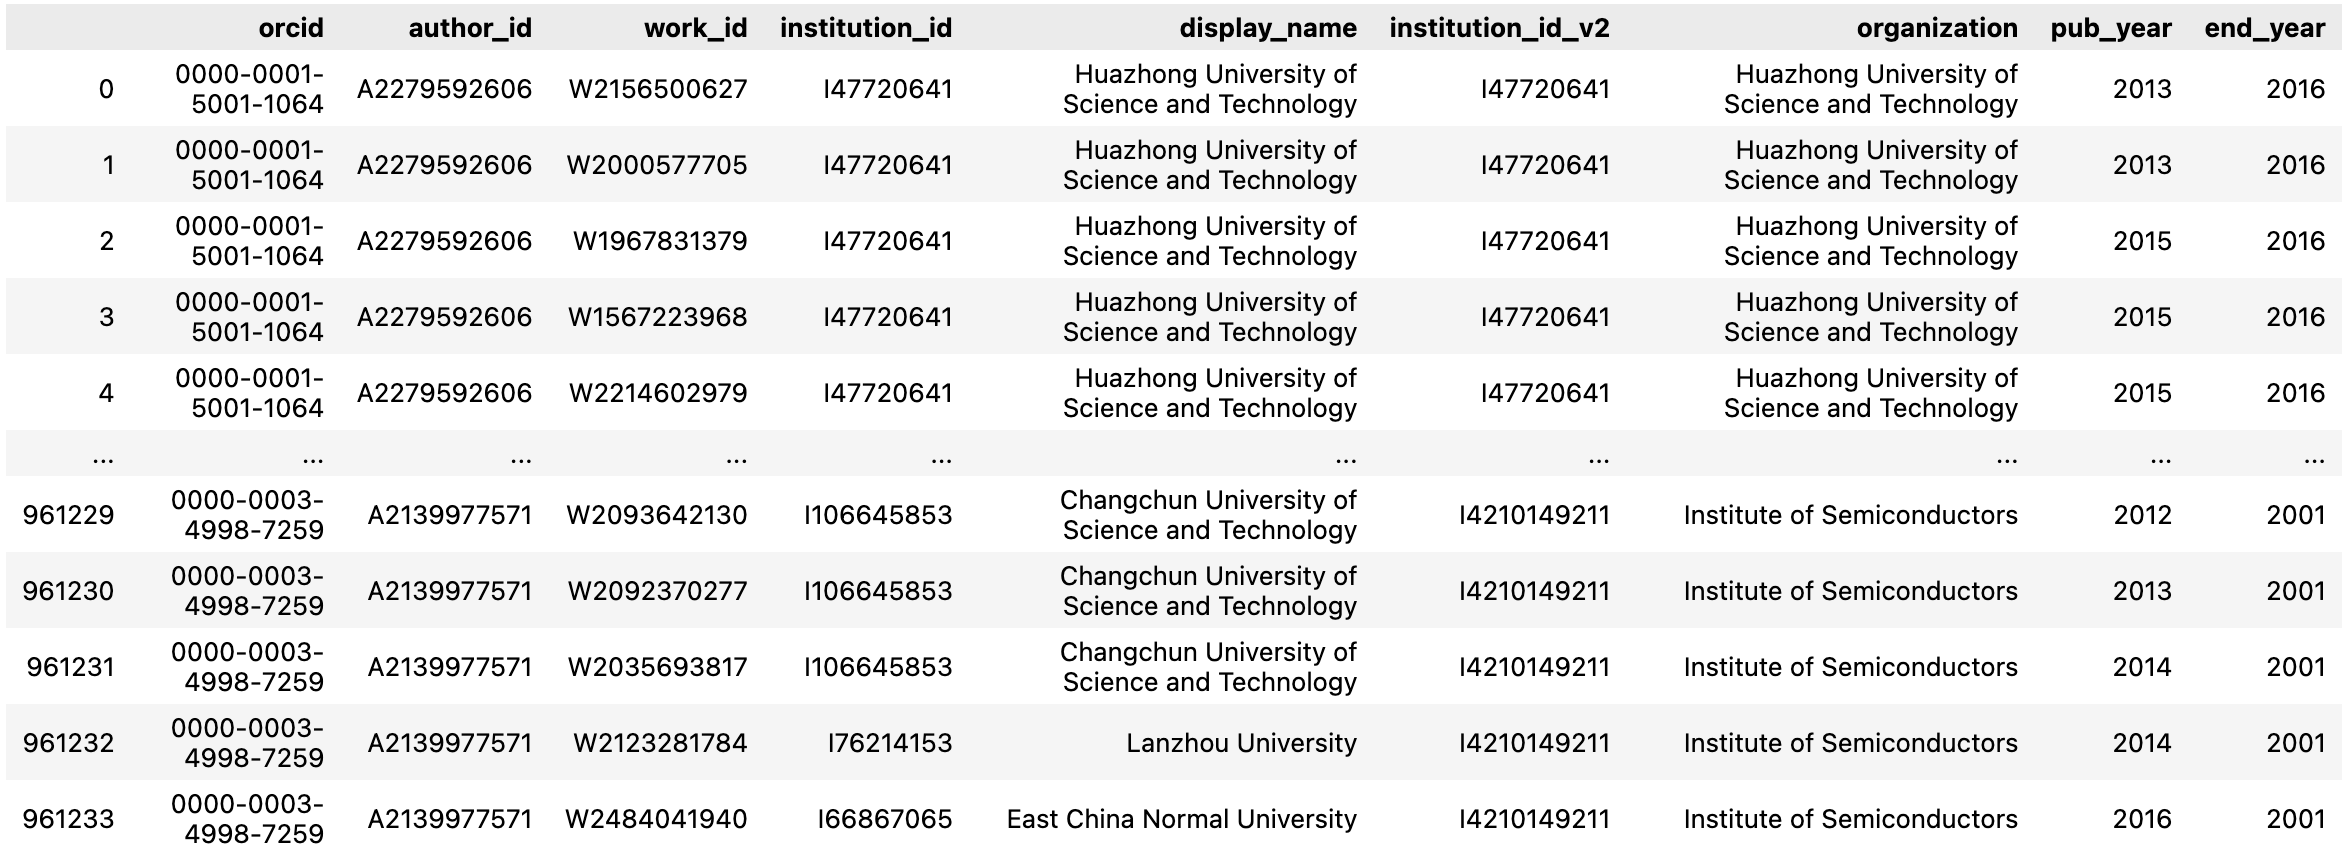 orcid author_id work_id institution_id display_name institution_id_v2 organization pub_year end_year
0 0000-0001-5001-1064 A2279592606 W2156500627 I47720641 Huazhong University of Science and Technology I47720641 Huazhong University of Science and Technology 2013 2016
1 0000-0001-5001-1064 A2279592606 W2000577705 I47720641 Huazhong University of Science and Technology I47720641 Huazhong University of Science and Technology 2013 2016
2 0000-0001-5001-1064 A2279592606 W1967831379 I47720641 Huazhong University of Science and Technology I47720641 Huazhong University of Science and Technology 2015 2016
3 0000-0001-5001-1064 A2279592606 W1567223968 I47720641 Huazhong University of Science and Technology I47720641 Huazhong University of Science and Technology 2015 2016
4 0000-0001-5001-1064 A2279592606 W2214602979 I47720641 Huazhong University of Science and Technology I47720641 Huazhong University of Science and Technology 2015 2016
... ... ... ... ... ... ... ... ... ...
961229 0000-0003-4998-7259 A2139977571 W2093642130 I106645853 Changchun University of Science and Technology I4210149211 Institute of Semiconductors 2012 2001
961230 0000-0003-4998-7259 A2139977571 W2092370277 I106645853 Changchun University of Science and Technology I4210149211 Institute of Semiconductors 2013 2001
961231 0000-0003-4998-7259 A2139977571 W2035693817 I106645853 Changchun University of Science and Technology I4210149211 Institute of Semiconductors 2014 2001
961232 0000-0003-4998-7259 A2139977571 W2123281784 I76214153 Lanzhou University I4210149211 Institute of Semiconductors 2014 2001
961233 0000-0003-4998-7259 A2139977571 W2484041940 I66867065 East China Normal University I4210149211 Institute of Semiconductors 2016 2001